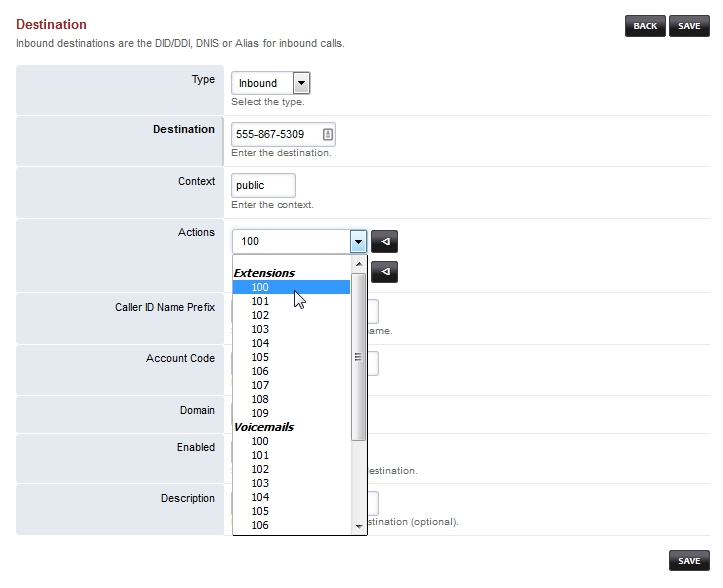 Destination
BACK SAVE
Inbound destinations are the DID/DDI, DNIS or Alias for inbound calls.
Type Inbound
Select the type.
Destination 555-867-5309
Enter the destination.
Context public
Enter the context.
Actions 100
Extensions
100
101
Caller ID Name Prefix
102
103
ame.
104
Account Code
105
106
107
108
Domain
109
Voicemails
Enabled
100
101
102
estination.
103
Description
104
105
stination (optional).
106
SAVE